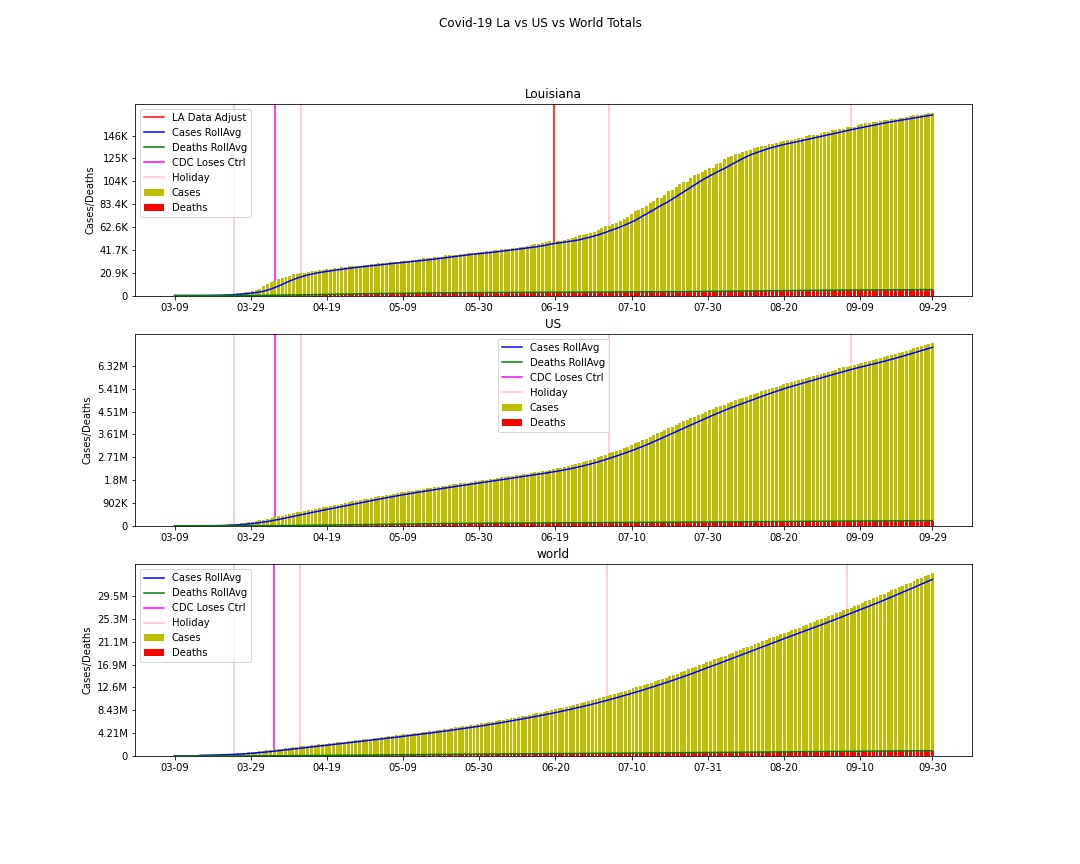 Covid-19 La vs US vs World Totals
Louisiana
LA Data Adjust
Cases RollAvg
Deaths RollAvg
CDC Loses Ctrl
Holiday
Cases
Deaths
Cases/Deaths
146K
125K
104K
83.4K
62.6K
41.7K
20.9K
0
03-09 03-29 04-19 05-09 05-30 06-19 07-10 07-30 08-20 09-09 09-29
US
Cases RollAvg
Deaths RollAvg
CDC Loses Ctrl
Holiday
Cases
Deaths
Cases/Deaths
6.32M
5.41M
4.51M
3.61M
2.71M
1.8M
902K
0
03-09 03-29 04-19 05-09 05-30 06-19 07-10 07-30 08-20 09-09 09-29
world
Cases RollAvg
Deaths RollAvg
CDC Loses Ctrl
Holiday
Cases
Deaths
Cases/Deaths
29.5M
25.3M
21.1M
16.9M
12.6M
8.43M
4.21M
0
03-09 03-29 04-19 05-09 05-30 06-20 07-10 07-31 08-20 09-10 09-30